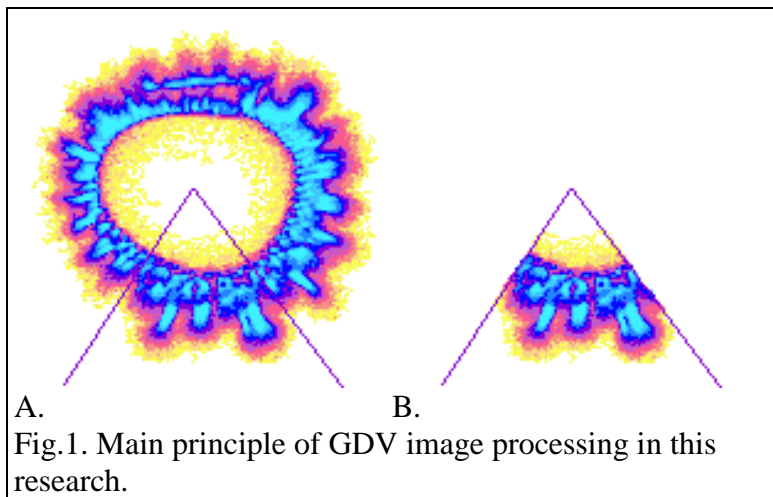 A. B.
Fig.1. Main principle of GDV image processing in this
research.